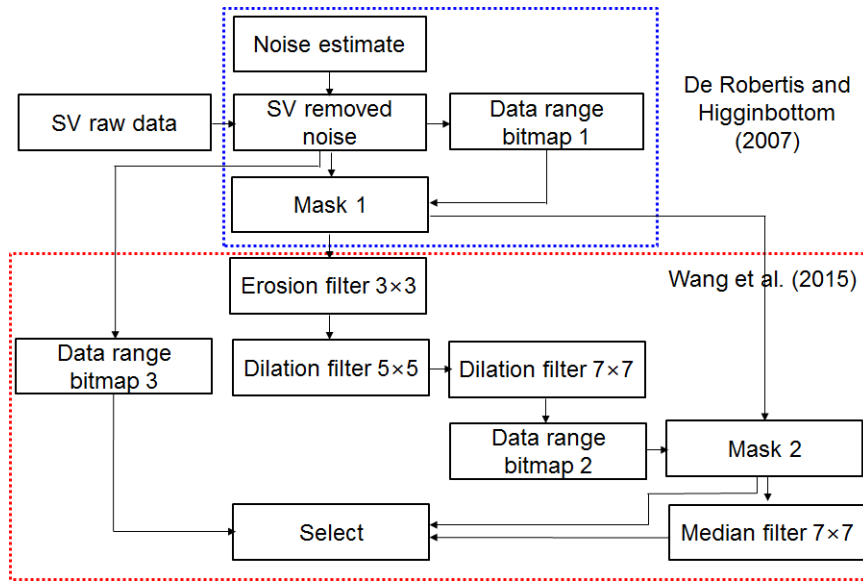 Noise estimate
De Robertis and
Higginbottom
(2007)
SV raw data
SV removed
noise
Data range
bitmap 1
Mask 1
Wang et al. (2015)
Erosion filter 3×3
Data range
bitmap 3
Dilation filter 5×5
Dilation filter 7×7
Data range
bitmap 2
Mask 2
Select
Median filter 7×7